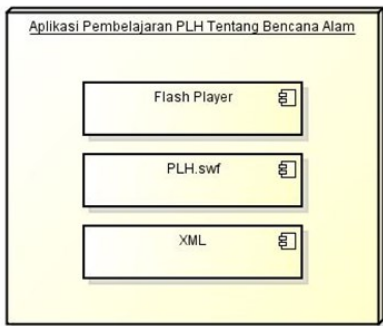 Aplikasi Pembelajaran PLH Tentang Bencana Alam
Flash Player
PLH.swf
XML